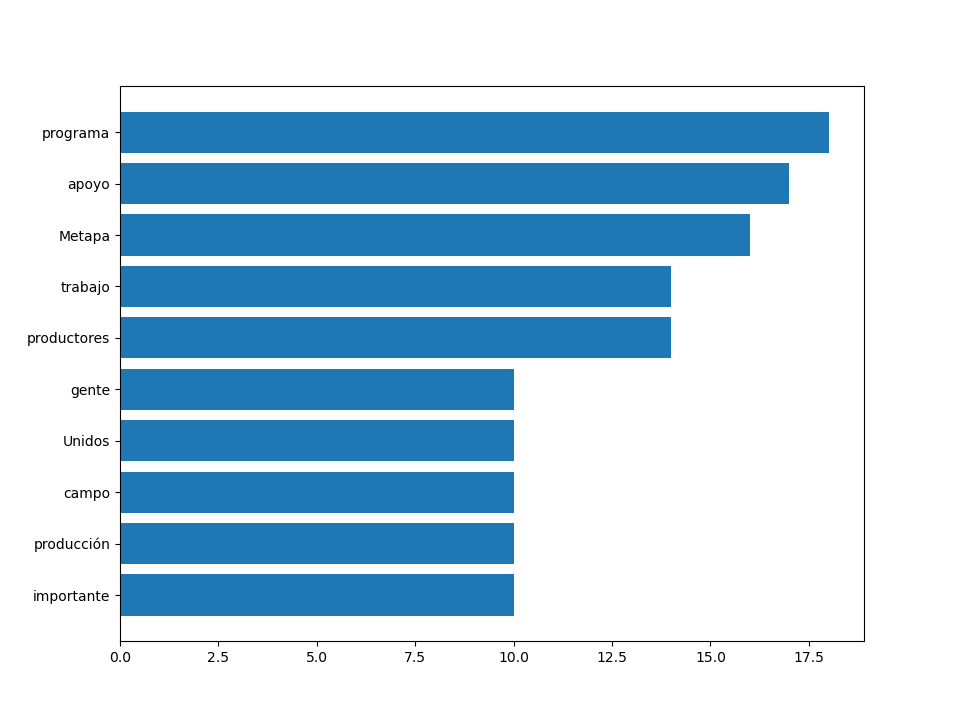 programa
apoyo
Metapa
trabajo
productores
gente
Unidos
campo
producción
importante
0.0 2.5 5.0 7.5 10.0 12.5 15.0 17.5